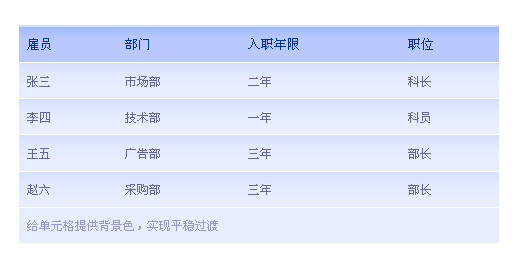 雇员 部门 入职年限 职位
张三 市场部 二年 科长
李四 技术部 一年 科员
王五 广告部 三年 部长
赵六 采购部 三年 部长
给单元格提供背景色，实现平稳过渡